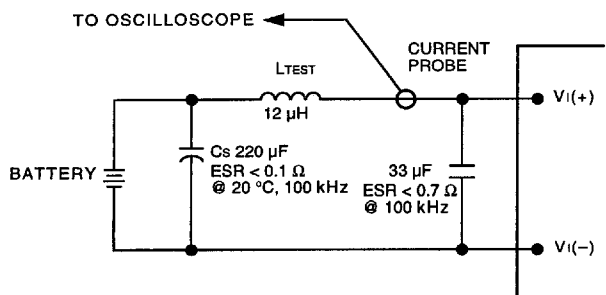 TO OSCILLOSCOPE
CURRENT
PROBE
LTEST
12 µH
VI(+)
CS 220 µF
ESR < 0.1 Ω
@ 20 °C, 100 kHz
33 µF
ESR < 0.7 Ω
@ 100 kHz
BATTERY
VI(–)